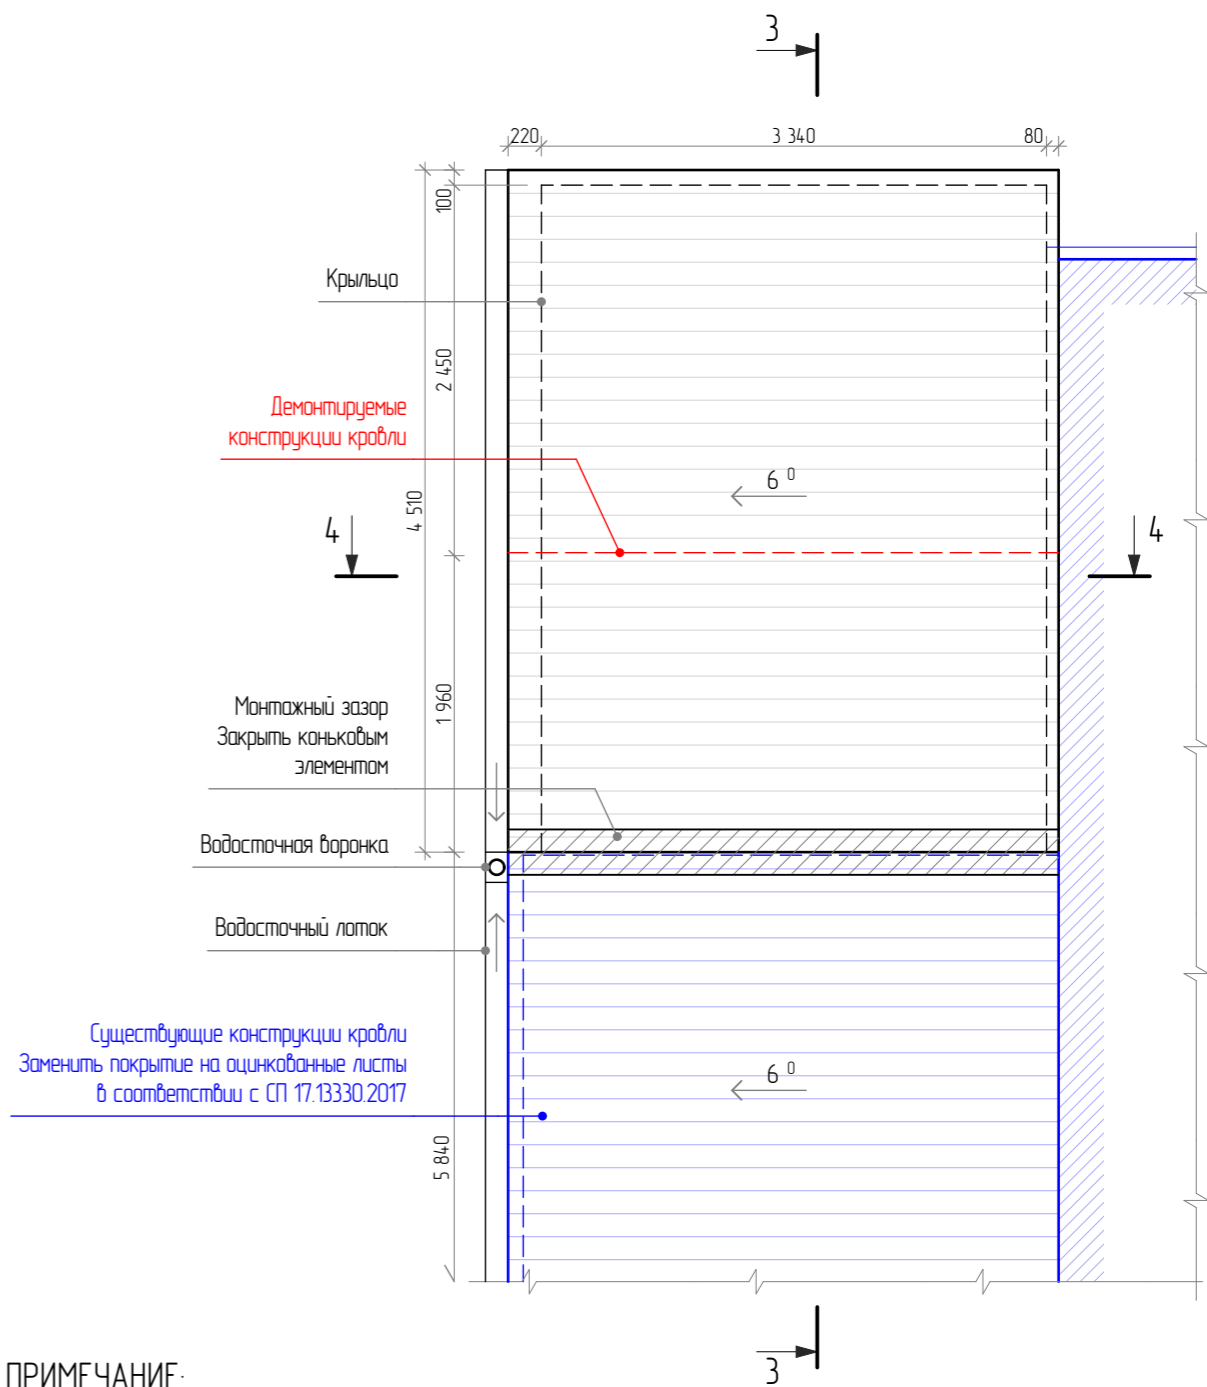 3
220
3 340
80
100
Крыльцо
2 450
Демонтируемые
конструкции кровли
4 510
6 0
4
4
Монтажный зазор
Закрыть коньковым
элементом
1 960
Водосточная воронка
Водосточный лоток
Существующие конструкции кровли
Заменить покрытие на оцинкованные листы
в соответствии с СП 17.13330.2017
6 0
5 840
3
ПРИМЕЧАНИЕ: